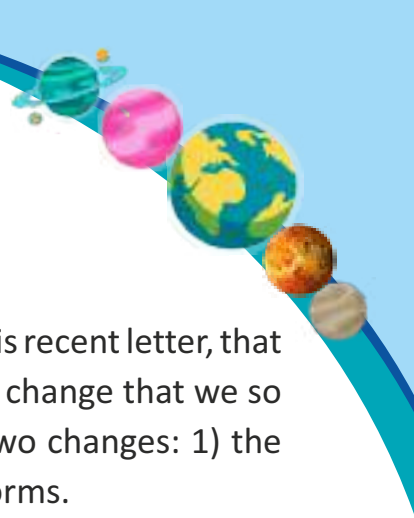 is recent letter, that
change that we so
wo changes: 1) the
orms.